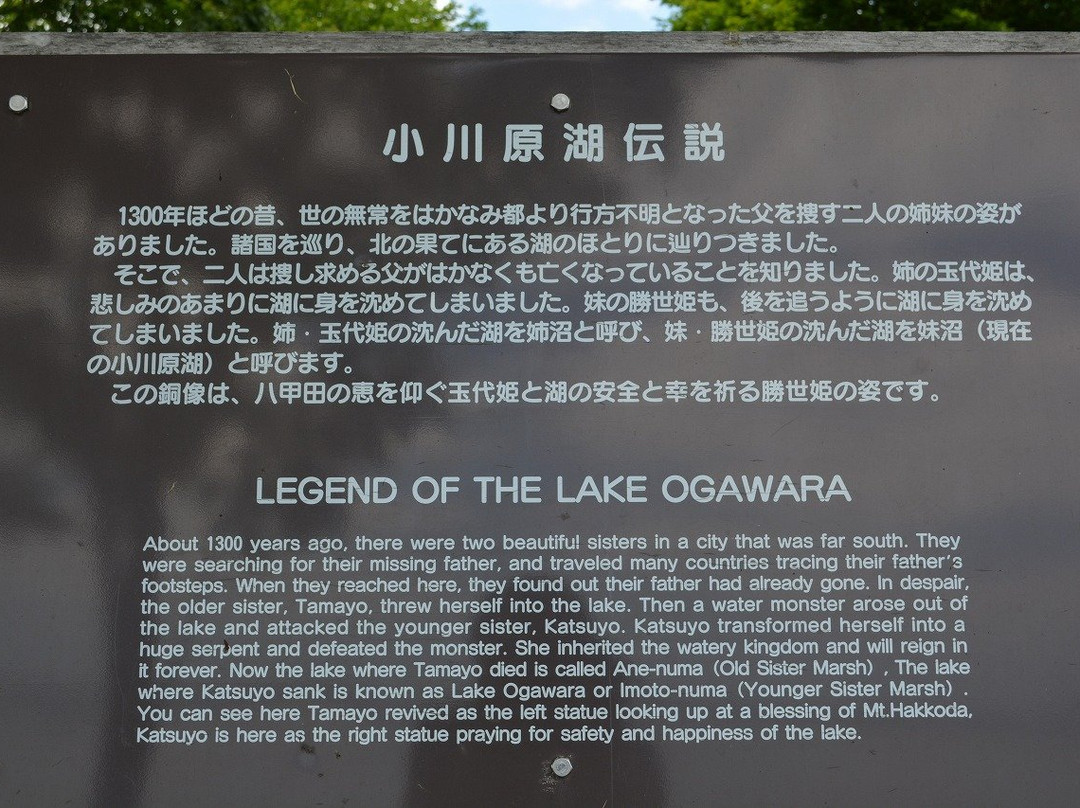 小川原湖伝説
1300年ほどの昔、世の無常をはかなみ都より行方不明となった父を捜す二人の姉妹の姿が
ありました。諸国を巡り、北の果てにある湖のほとりに辿りつきました。
そこで、二人は捜し求める父がはかなくも亡くなっていることを知りました。姉の玉代姫は、
悲しみのあまりに湖に身を沈めてしまいました。妹の勝世姫も、後を追うように湖に身を沈め
てしまいました。姉・玉代姫の沈んだ湖を姉沼と呼び、妹・勝世姫の沈んだ湖を妹沼（現在
の小川原湖）と呼びます。
この銅像は、八甲田の恵を仰ぐ玉代姫と湖の安全と幸を祈る勝世姫の姿です。
LEGEND OF THE LAKE OGAWARA
About 1300 years ago, there were two beautiful sisters in a city that was far south. They
were searching for their missing father, and traveled many countries tracing their father's
footsteps. When they reached here, they found out their father had already gone. In despair,
the older sister, Tamayo, threw herself into the lake. Then a water monster arose out of
the lake and attacked the younger sister, Katsuyo. Katsuyo transformed herself into a
huge serpent and defeated the monster. She inherited the watery kingdom and will reign in
it forever. Now the lake where Tamayo died is called Ane-numa (Old Sister Marsh) , The lake
where Katsuyo sank is known as Lake Ogawara or Imoto-numa (Younger Sister Marsh) .
You can see here Tamayo revived as the left statue looking up at a blessing of Mt.Hakkoda,
Katsuyo is here as the right statue praying for safety and happiness of the lake.